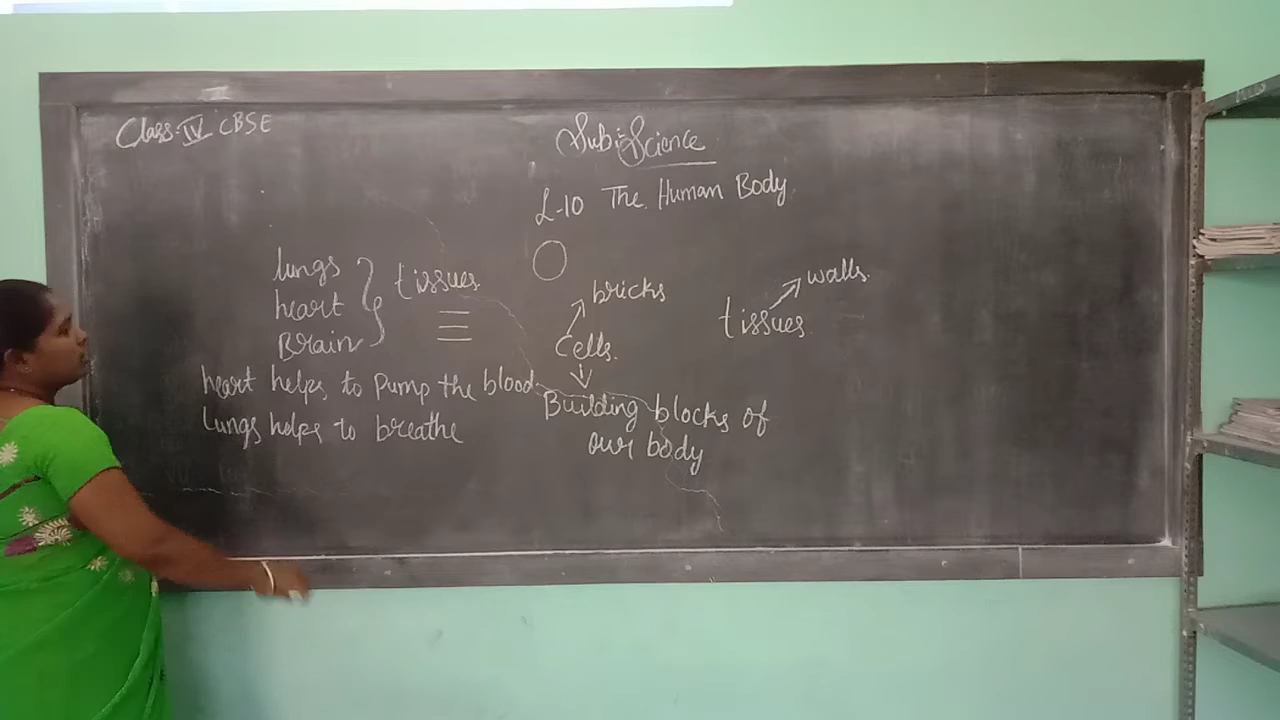 Class:-IV CBSE
Sub:-Science
L-10 The Human Body
lungs
heart
Brain
tissues
bricks
cells.
Building blocks of
our body
tissues
walls.
heart helps to pump the blood
lungs helps to breathe